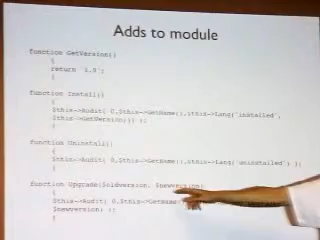 Adds to module
function GetVersion()
{
return '1.0';
}
function Install()
{
$this->Audit( 0,$this->GetName(),$this->Lang('installed',
$this->GetVersion()) );
}
function Uninstall()
{
$this->Audit( 0,$this->GetName(),$this->Lang('uninstalled') );
}
function Upgrade($oldversion, $newversion)
{
$this->Audit( 0,$this->GetName(
$newversion) );
}